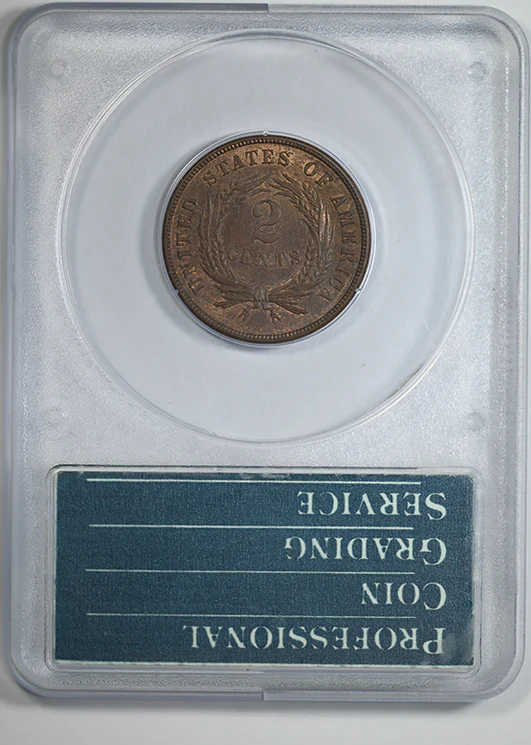 UNITED STATES OF AMERICA
2
CENTS
PROFESSIONAL
COIN
GRADING
SERVICE